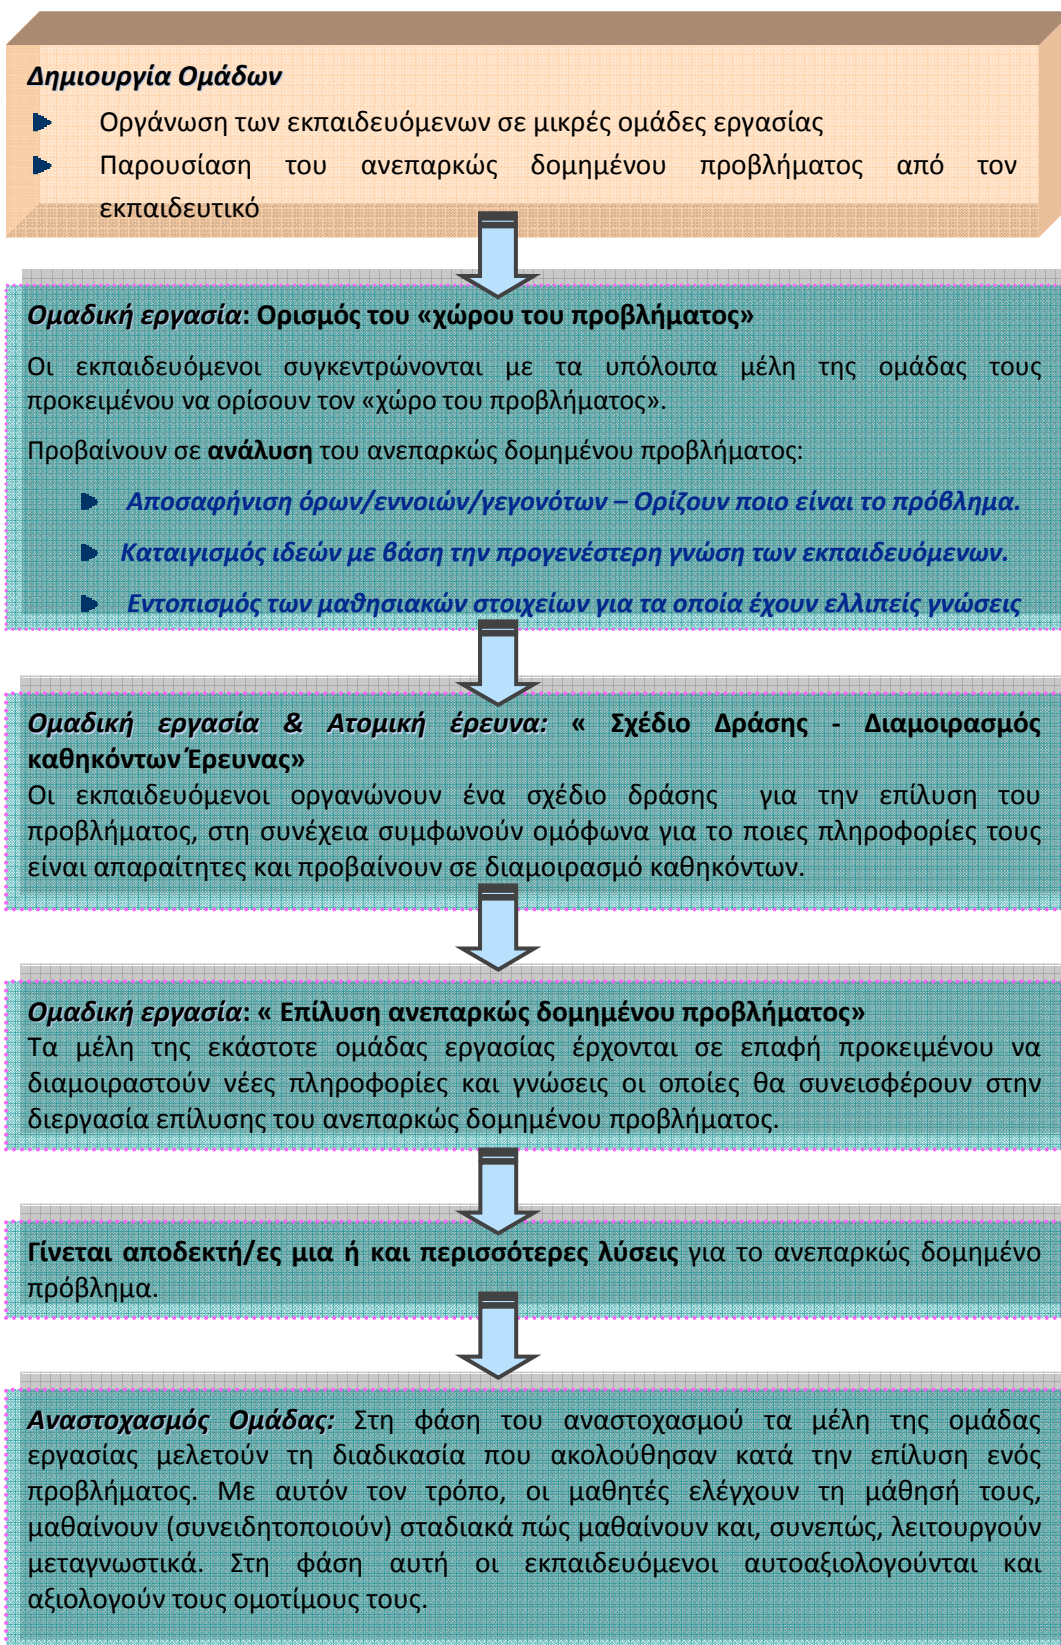 Δημιουργία Ομάδων
Οργάνωση των εκπαιδευόμενων σε μικρές ομάδες εργασίας
Παρουσίαση του ανεπαρκώς δομημένου προβλήματος από τον
εκπαιδευτικό
Ομαδική εργασία: Ορισμός του «χώρου του προβλήματος»
Οι εκπαιδευόμενοι συγκεντρώνονται με τα υπόλοιπα μέλη της ομάδας τους
προκειμένου να ορίσουν τον «χώρο του προβλήματος».
Προβαίνουν σε ανάλυση του ανεπαρκώς δομημένου προβλήματος:
Αποσαφήνιση όρων/εννοιών/γεγονότων – Ορίζουν ποιο είναι το πρόβλημα.
Καταιγισμός ιδεών με βάση την προγενέστερη γνώση των εκπαιδευόμενων.
Εντοπισμός των μαθησιακών στοιχείων για τα οποία έχουν ελλιπείς γνώσεις
Ομαδική εργασία & Ατομική έρευνα: « Σχέδιο Δράσης - Διαμοιρασμός
καθηκόντων Έρευνας»
Οι εκπαιδευόμενοι οργανώνουν ένα σχέδιο δράσης για την επίλυση του
προβλήματος, στη συνέχεια συμφωνούν ομόφωνα για το ποιες πληροφορίες τους
είναι απαραίτητες και προβαίνουν σε διαμοιρασμό καθηκόντων.
Ομαδική εργασία: « Επίλυση ανεπαρκώς δομημένου προβλήματος»
Τα μέλη της εκάστοτε ομάδας εργασίας έρχονται σε επαφή προκειμένου να
διαμοιραστούν νέες πληροφορίες και γνώσεις οι οποίες θα συνεισφέρουν στην
διεργασία επίλυσης του ανεπαρκώς δομημένου προβλήματος.
Γίνεται αποδεκτή/ες μια ή και περισσότερες λύσεις για το ανεπαρκώς δομημένο
πρόβλημα.
Αναστοχασμός Ομάδας: Στη φάση του αναστοχασμού τα μέλη της ομάδας
εργασίας μελετούν τη διαδικασία που ακολούθησαν κατά την επίλυση ενός
προβλήματος. Με αυτόν τον τρόπο, οι μαθητές ελέγχουν τη μάθησή τους,
μαθαίνουν (συνειδητοποιούν) σταδιακά πώς μαθαίνουν και, συνεπώς, λειτουργούν
μεταγνωστικά. Στη φάση αυτή οι εκπαιδευόμενοι αυτοαξιολογούνται και
αξιολογούν τους ομοτίμους τους.